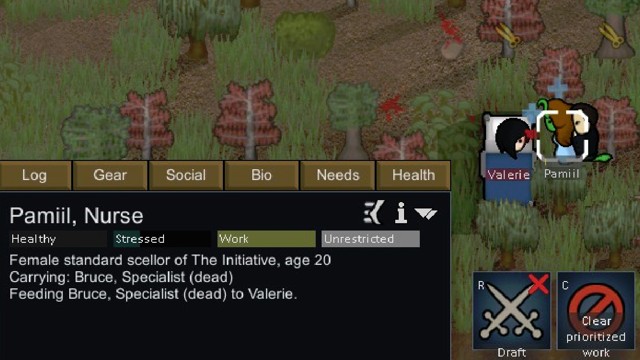 Valerie
Pamiil
Log Gear Social Bio Needs Health
Pamiil, Nurse
Healthy Stressed Work Unrestricted
Female standard scellor of The Initiative, age 20
Carrying: Bruce, Specialist (dead)
Feeding Bruce, Specialist (dead) to Valerie.
R
Draft
C
Clear
prioritized
work